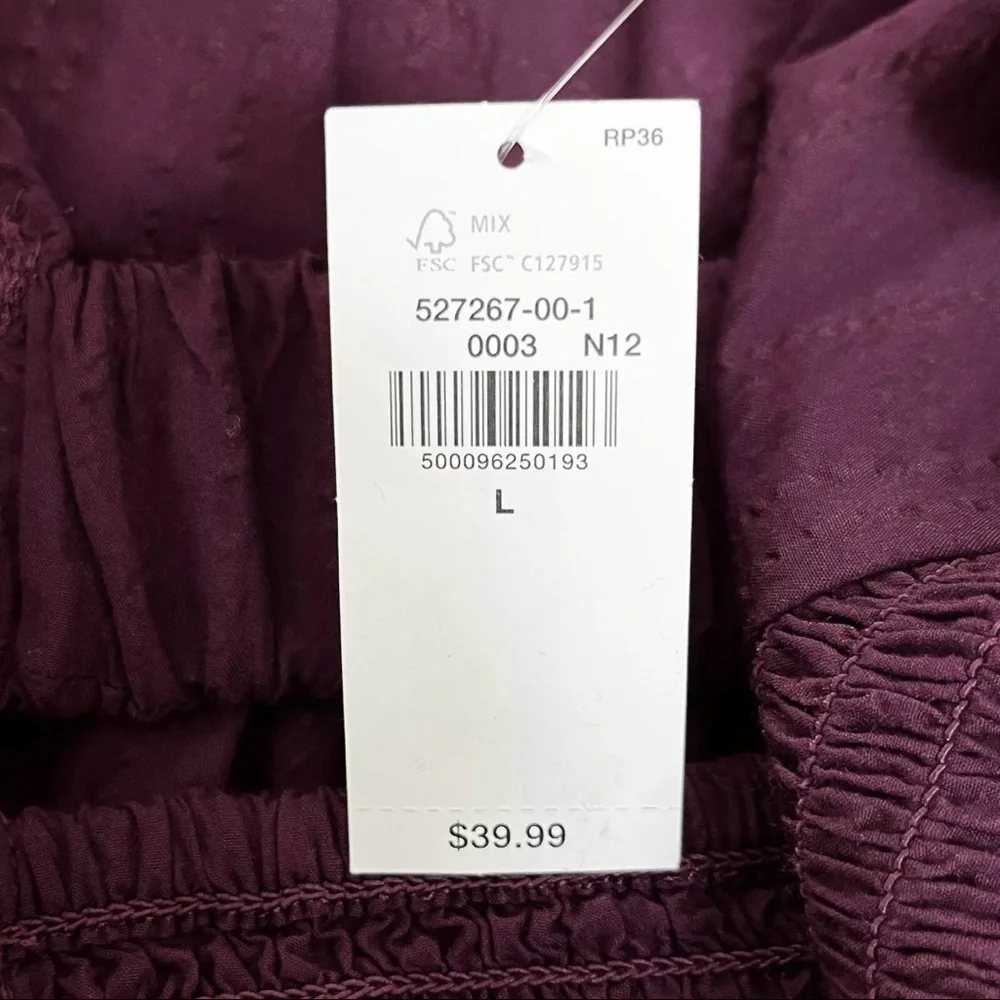 RP36
MIX
FSC FSC™ C127915
527267-00-1
0003 N12
500096250193
L
$39.99